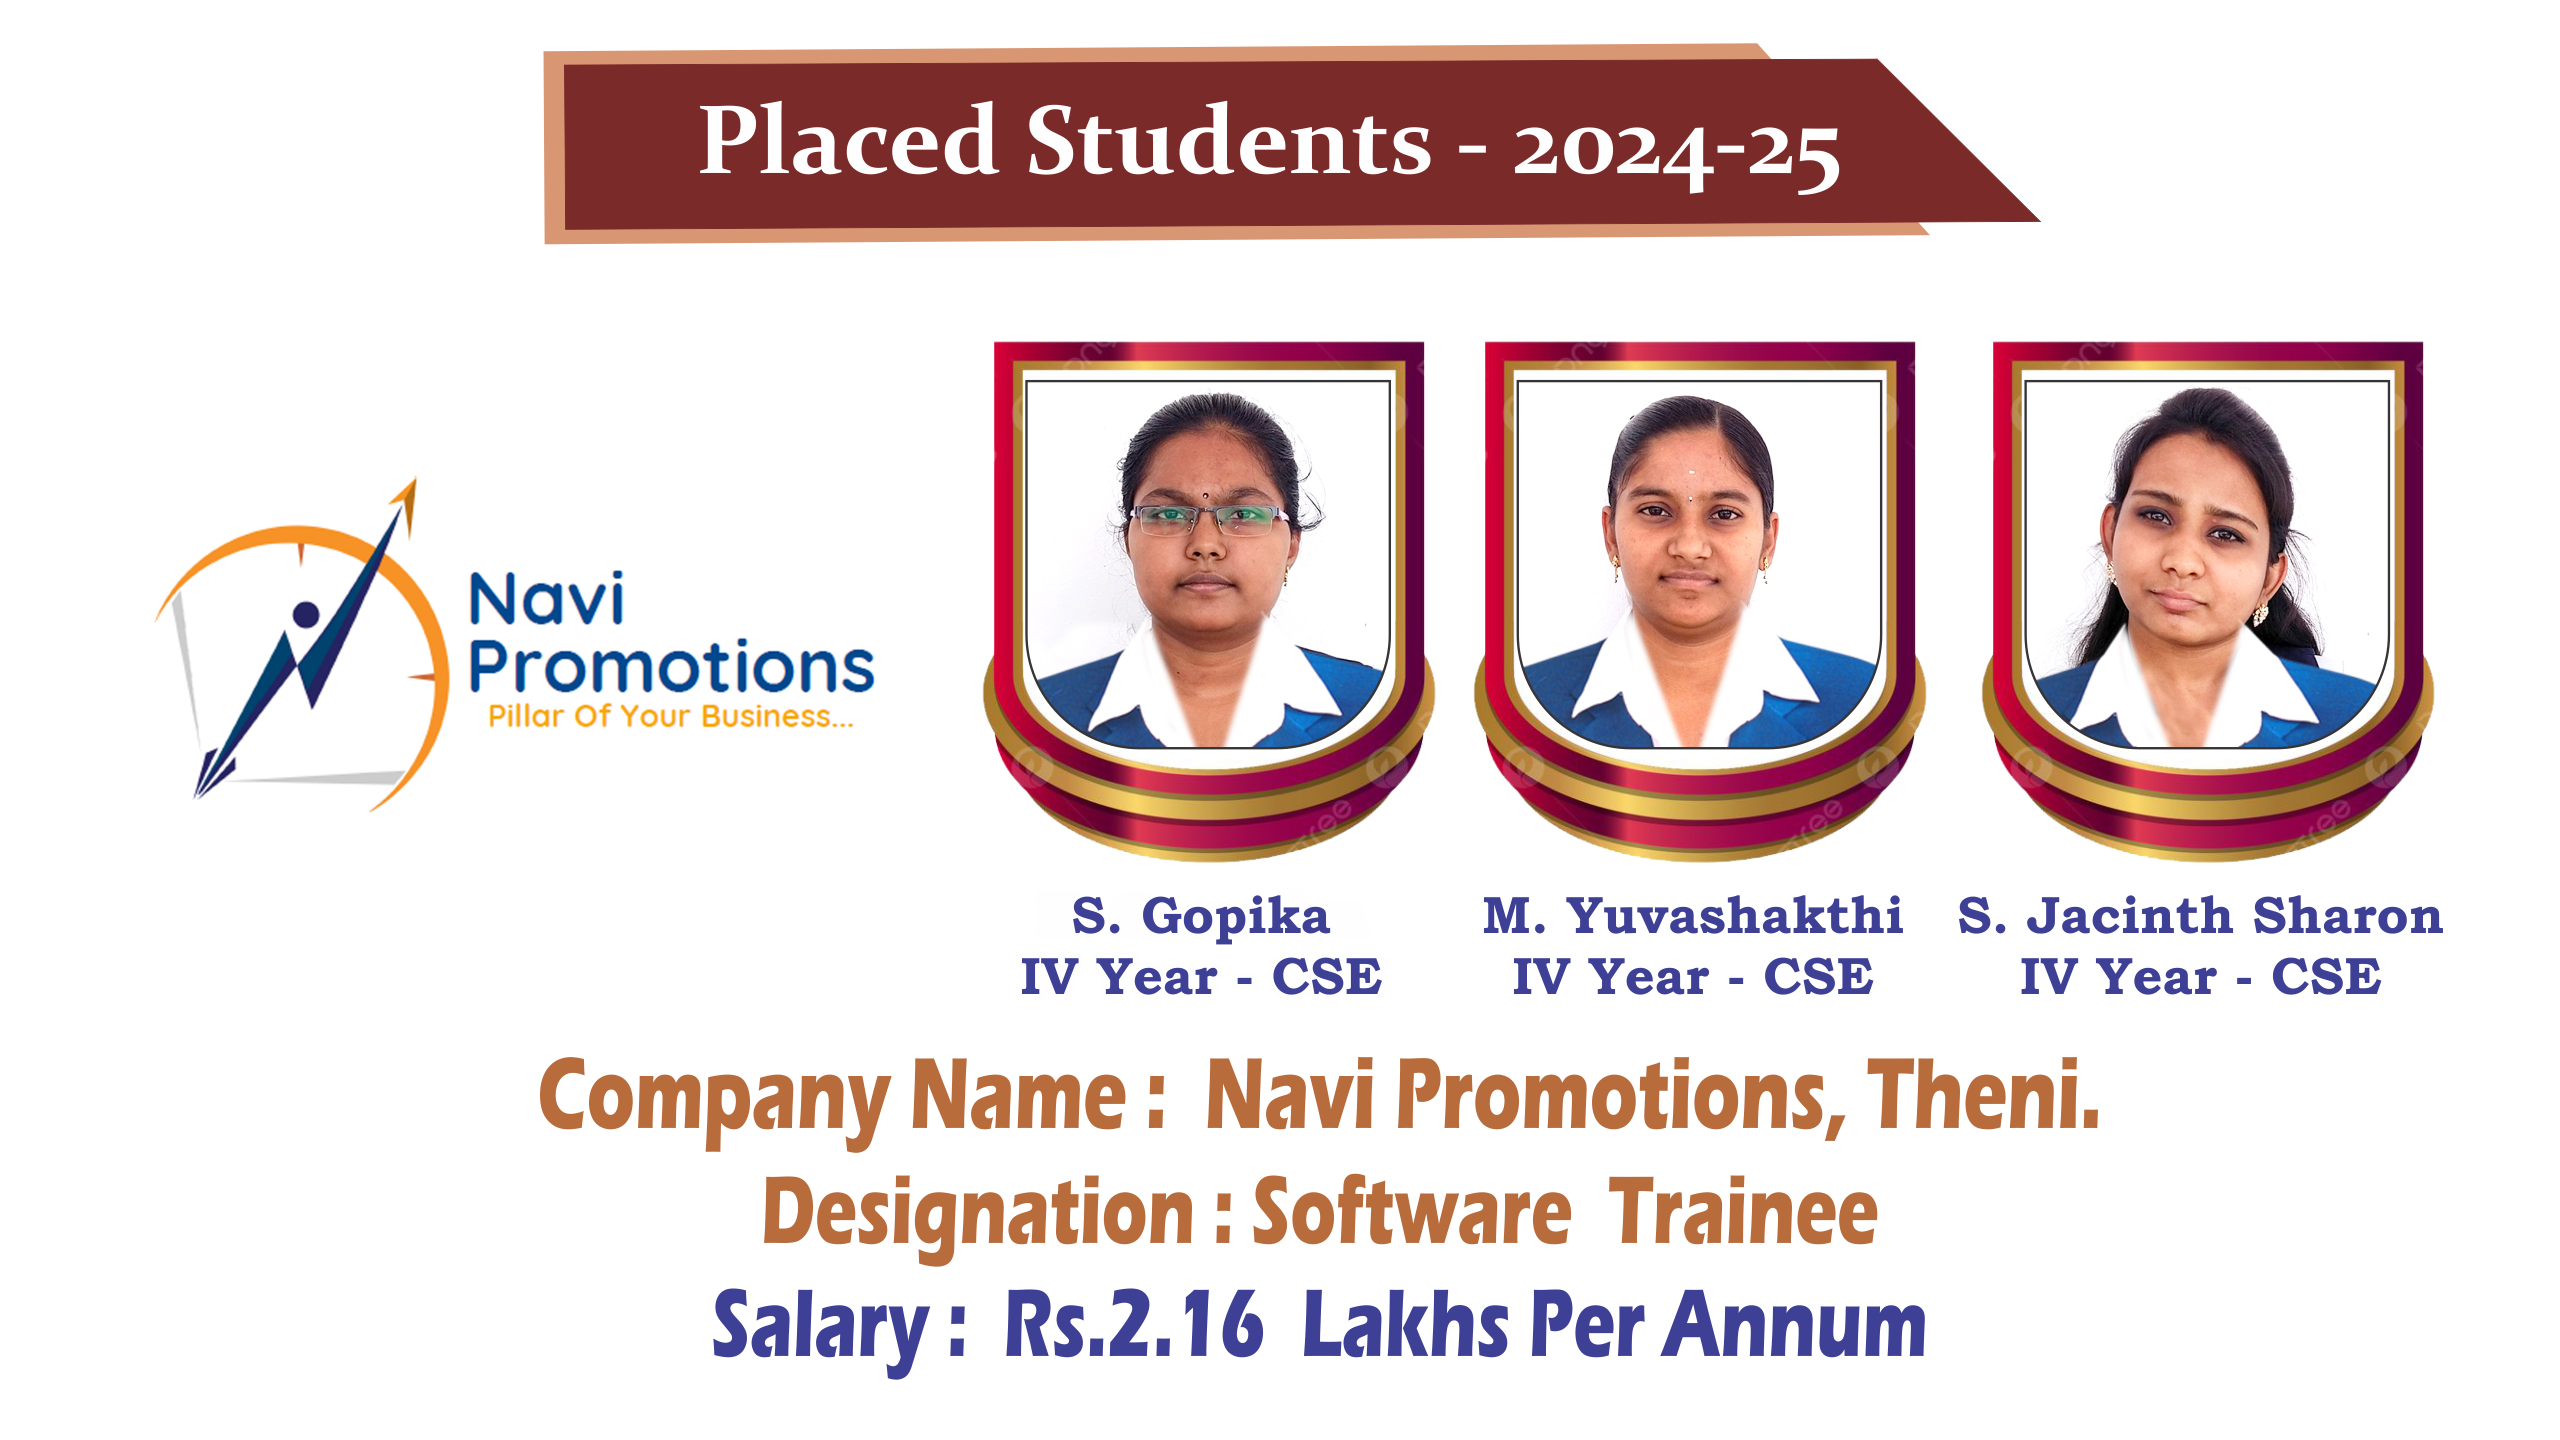 Placed Students - 2024-25
Navi
Promotions
Pillar Of Your Business...
S. Gopika
IV Year - CSE
M. Yuvashakthi
IV Year - CSE
S. Jacinth Sharon
IV Year - CSE
Company Name : Navi Promotions, Theni.
Designation : Software Trainee
Salary : Rs.2.16 Lakhs Per Annum